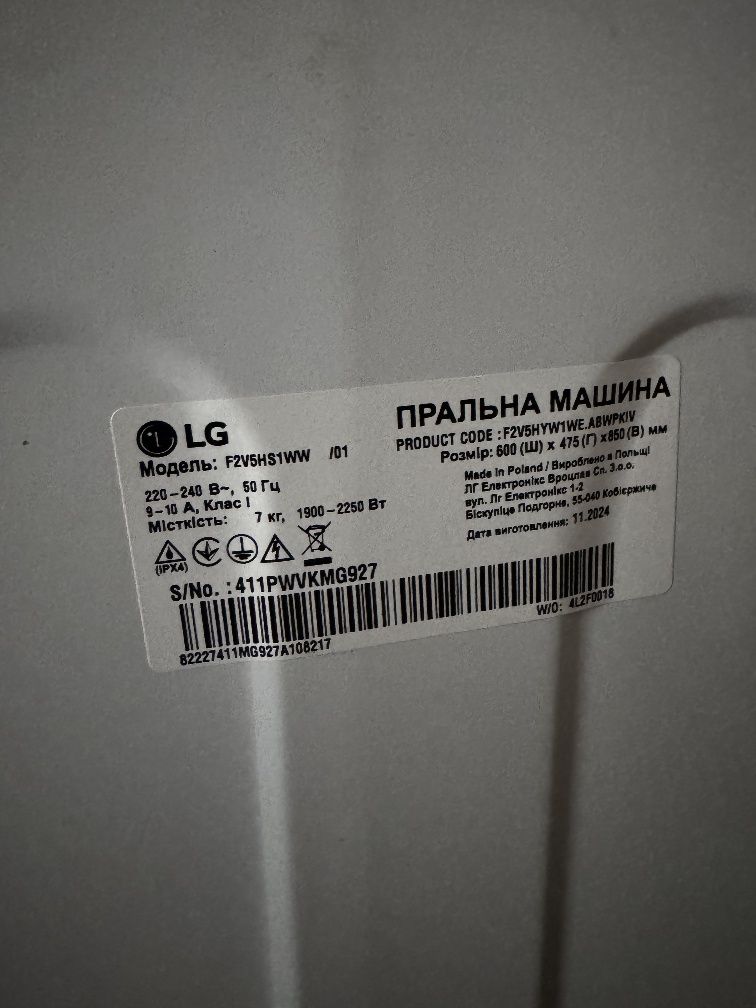 LG
Модель: F2V5HS1WW /01
220-240 В~, 50 Гц
9-10 А, Клас I
Місткість: 7 кг, 1900-2250 Вт
(IPX4)
ПРАЛЬНА МАШИНА
PRODUCT CODE :F2V5HYW1WE.ABWPKIV
Розмір: 600 (Ш) x 475 (Г) x850 (В) мм
Made In Poland / Вироблено в Польщі
ЛГ Електронікс Вроцлав Сп. З.о.о.
вул. Лг Електронікс 1-2
Біскупіце Подгорне, 55-040 Кобієржиче
Дата виготовлення: 11.2024
S/No. :411PWVKMG927
82227411MG927A108217
W/O: 4L2F0018